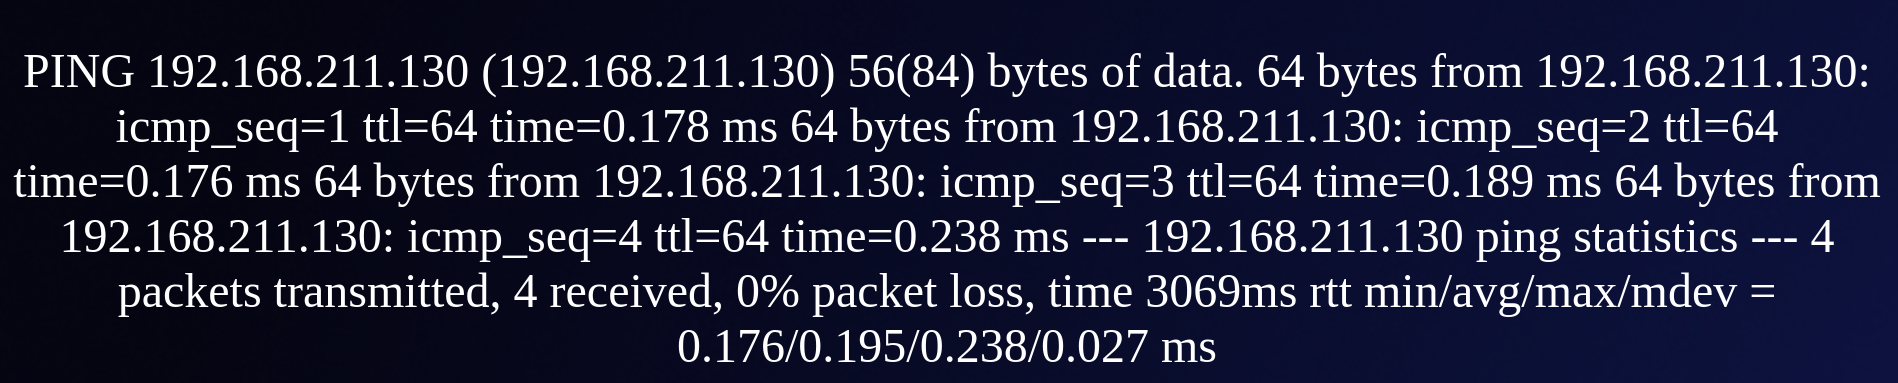 PING 192.168.211.130 (192.168.211.130) 56(84) bytes of data. 64 bytes from 192.168.211.130:
icmp_seq=1 ttl=64 time=0.178 ms 64 bytes from 192.168.211.130: icmp_seq=2 ttl=64
time=0.176 ms 64 bytes from 192.168.211.130: icmp_seq=3 ttl=64 time=0.189 ms 64 bytes from
192.168.211.130: icmp_seq=4 ttl=64 time=0.238 ms --- 192.168.211.130 ping statistics --- 4
packets transmitted, 4 received, 0% packet loss, time 3069ms rtt min/avg/max/mdev =
0.176/0.195/0.238/0.027 ms